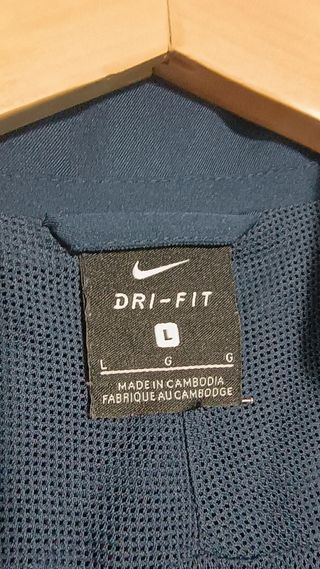 DRI-FIT
L
L G G
MADE IN CAMBODIA
FABRIQUE AU CAMBODGE